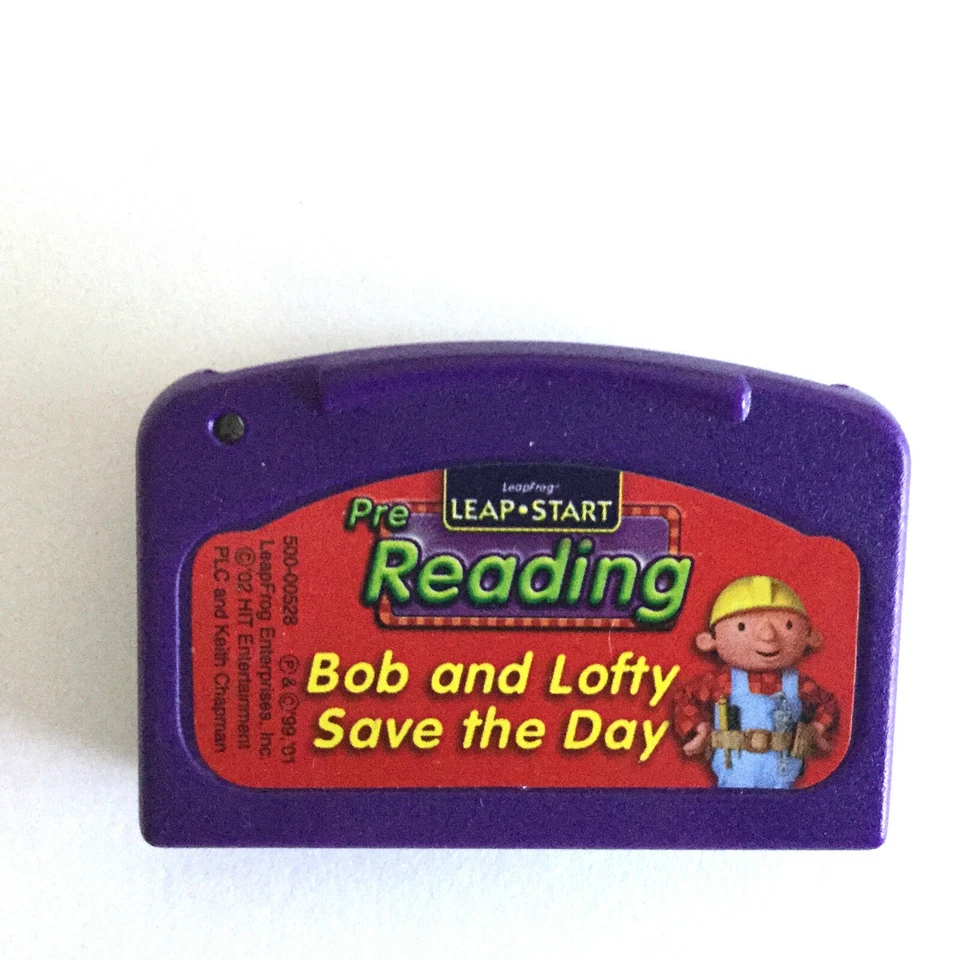 LeapFrog™
LEAP•START
Pre
Reading
Bob and Lofty
Save the Day
500-00528 ℗ & ©'99 '01
LeapFrog Enterprises, Inc.
©'02 HIT Entertainment
PLC and Keith Chapman